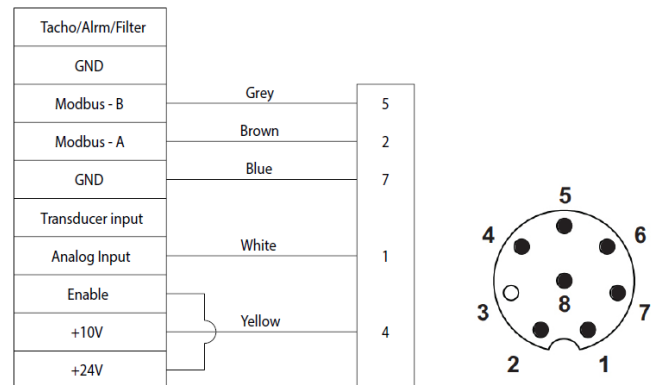 Tacho/Alrm/Filter
GND
Modbus - B
Grey
5
Modbus - A
Brown
2
GND
Blue
7
Transducer input
Analog Input
White
1
Enable
+10V
Yellow
4
+24V
5
4
6
3
8
7
2
1